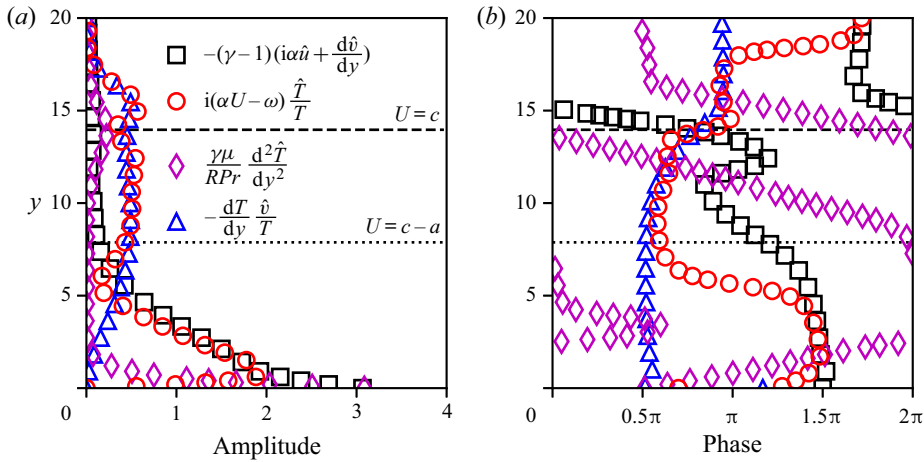 (a)
(b)
20
15
10
5
0
y
0
1
2
3
4
Amplitude
−(γ−1)(iαû + dv̂/dy)
i(αU−ω) T̂/T
U = c
γμ/RPr d²T̂/dy²
−dT/dy v̂/T
U = c − a
20
15
10
5
0
0.5π
π
1.5π
2π
Phase